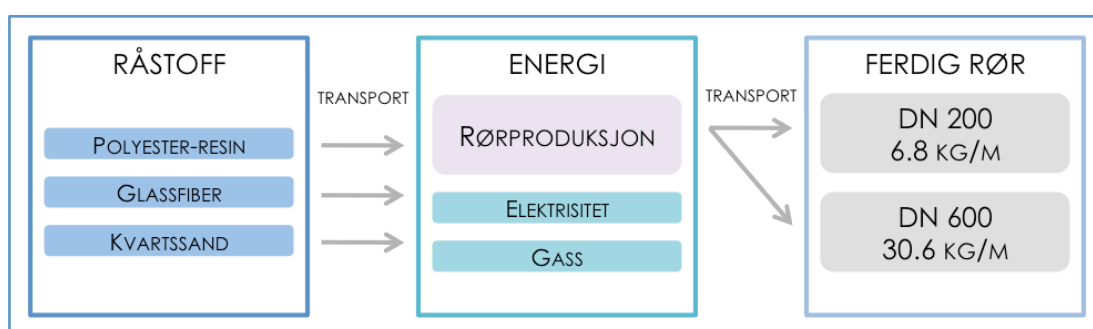 RÅSTOFF
POLYESTER-RESIN
GLASSFIBER
KVARTSSAND
TRANSPORT
ENERGI
RØRPRODUKSJON
ELEKTRISITET
GASS
TRANSPORT
FERDIG RØR
DN 200
6.8 KG/M
DN 600
30.6 KG/M